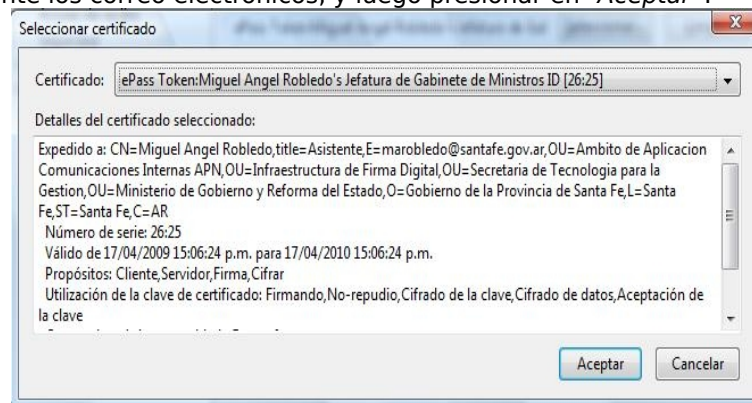 los correo electrónicos, y luego presionar en "Aceptar".
Seleccionar certificado
Certificado: ePass Token:Miguel Angel Robledo's Jefatura de Gabinete de Ministros ID [26:25]
Detalles del certificado seleccionado:
Expedido a: CN=Miguel Angel Robledo,title=Asistente,E=marobledo@santafe.gov.ar,OU=Ambito de Aplicacion
Comunicaciones Internas APN,OU=Infraestructura de Firma Digital,OU=Secretaria de Tecnologia para la
Gestion,OU=Ministerio de Gobierno y Reforma del Estado,O=Gobierno de la Provincia de Santa Fe,L=Santa
Fe,ST=Santa Fe,C=AR
Número de serie: 26:25
Válido de 17/04/2009 15:06:24 p.m. para 17/04/2010 15:06:24 p.m.
Propósitos: Cliente,Servidor,Firma,Cifrar
Utilización de la clave de certificado: Firmando,No-repudio,Cifrado de la clave,Cifrado de datos,Aceptación de
la clave
Aceptar
Cancelar